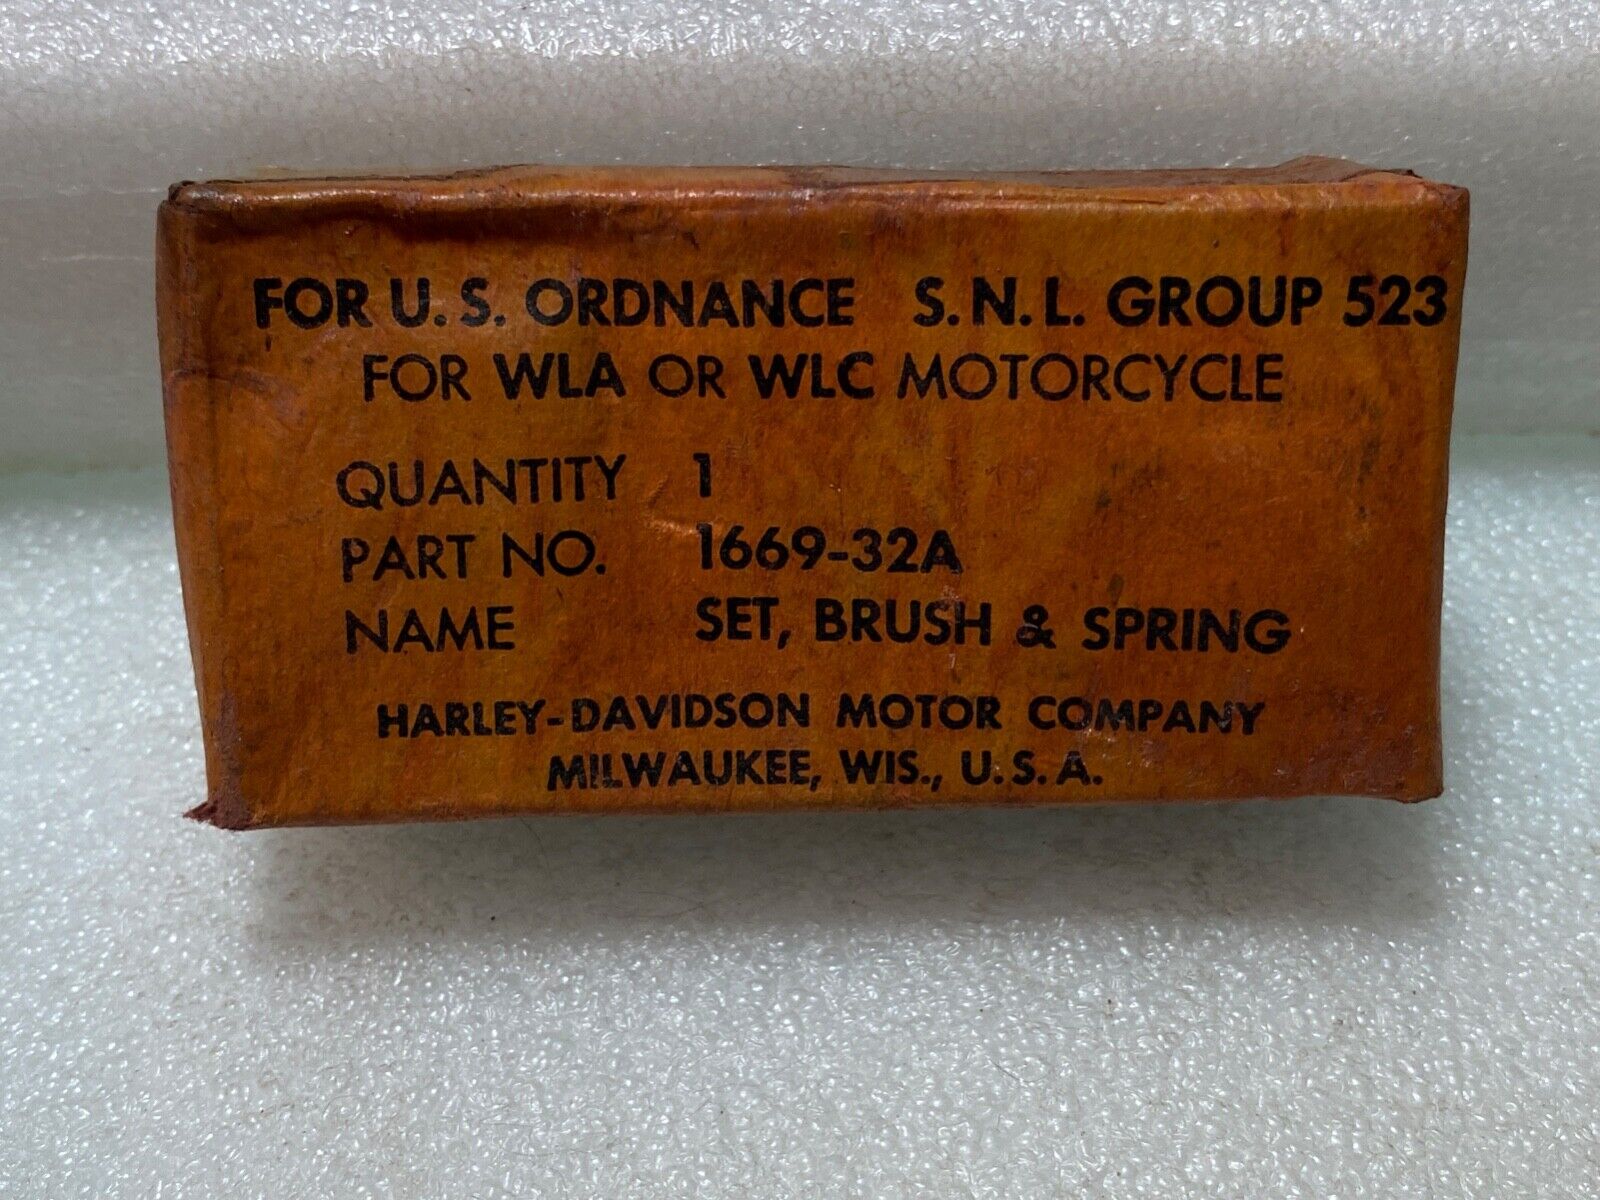 FOR U. S. ORDNANCE S. N. L. GROUP 523
FOR WLA OR WLC MOTORCYCLE
QUANTITY 1
PART NO. 1669-32A
NAME SET, BRUSH & SPRING
HARLEY-DAVIDSON MOTOR COMPANY
MILWAUKEE, WIS., U. S. A.